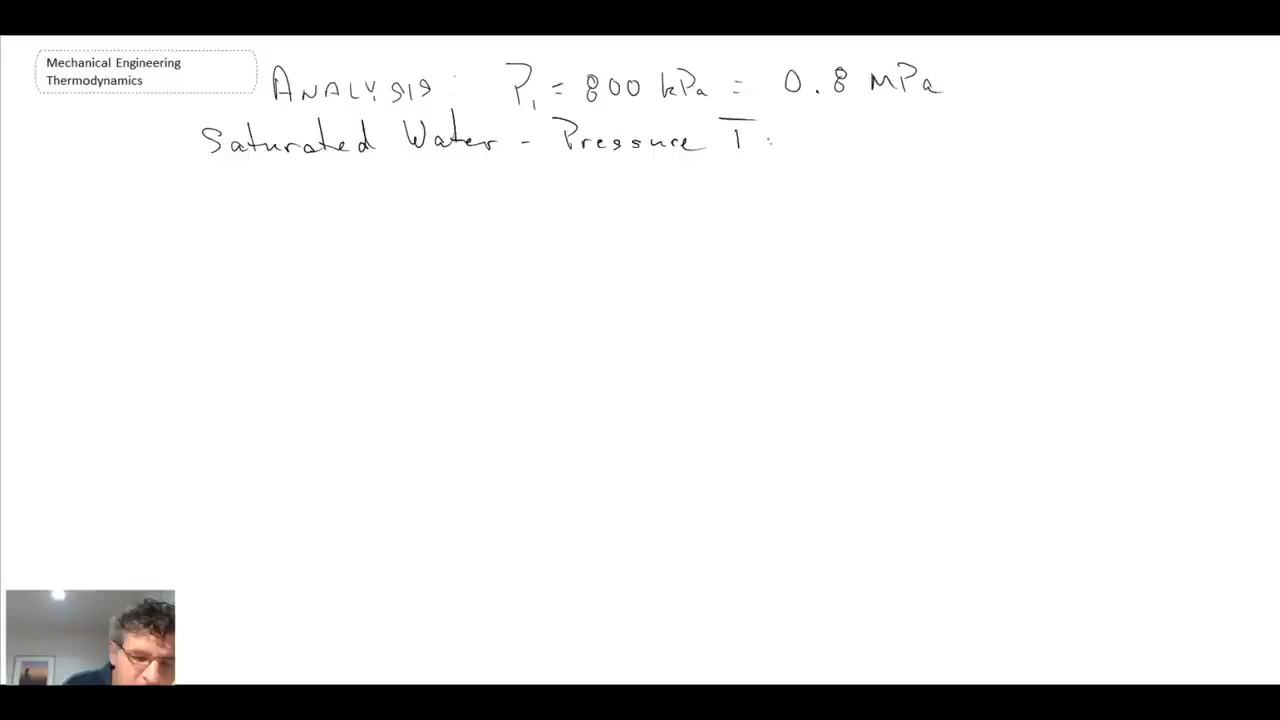 Mechanical Engineering
Thermodynamics
ANALYSIS: P₁ = 800 kPa = 0.8 MPa
Saturated Water - Pressure T